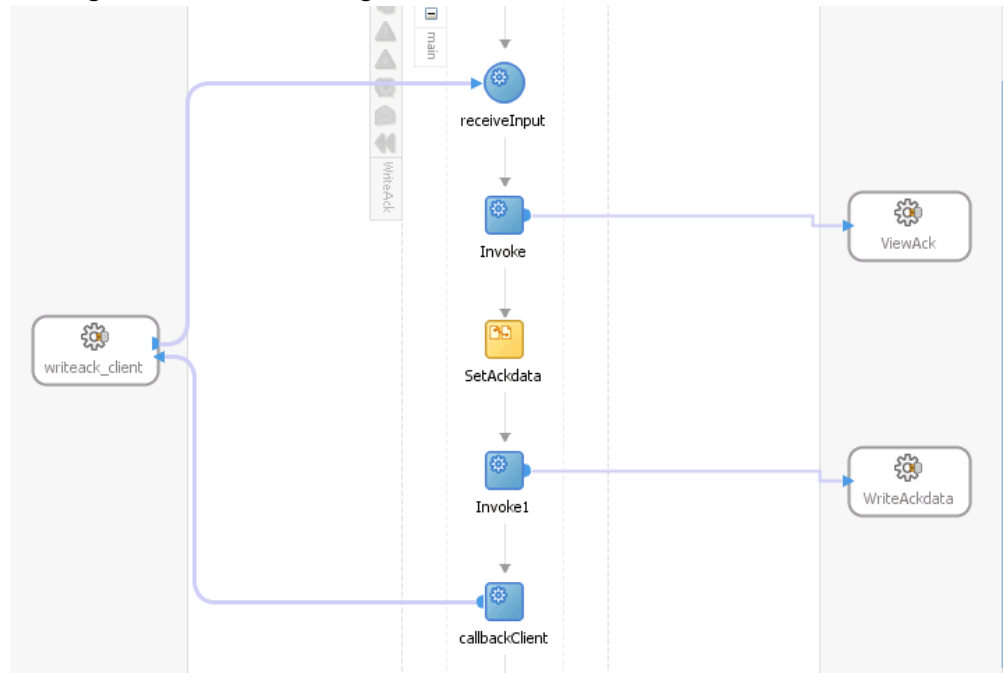 main
receiveInput
WriteAck
Invoke
ViewAck
writeack_client
SetAckdata
Invoke1
WriteAckdata
callbackClient